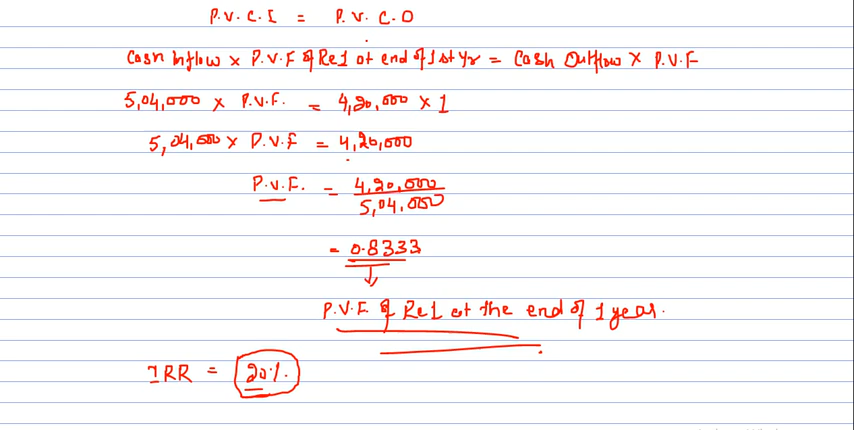 P.V.C.I = P.V.C.O
Cash Inflow × P.V.F of Re1 at end of 1st Yr = Cash Outflow × P.V.F
5,04,000 × P.V.F. = 4,20,000 × 1
5,04,000 × P.V.F = 4,20,000
P.V.F. = 4,20,000
5,04,000
= 0.8333
P.V.F. of Re1 at the end of 1 year.
IRR = 20%.